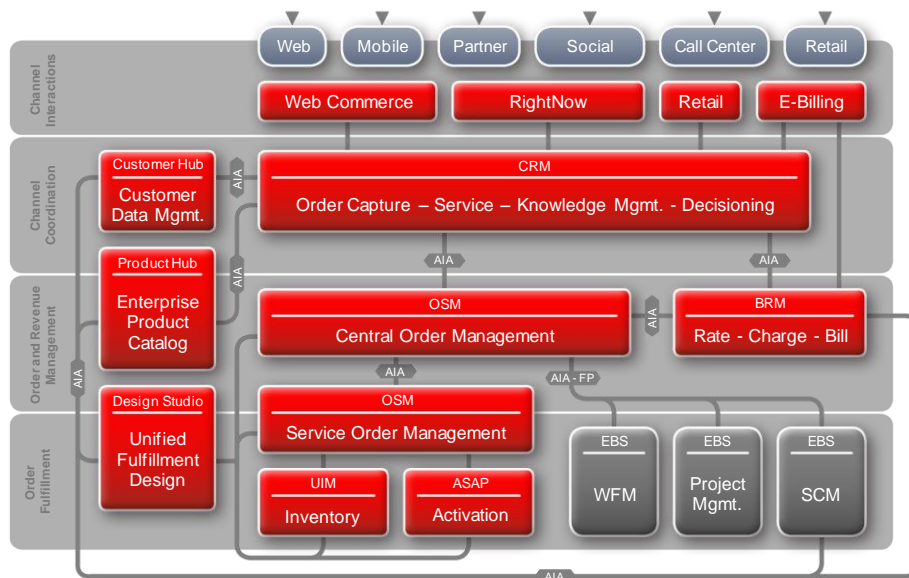 Web
Mobile
Partner
Social
Call Center
Retail
Channel
Interactions
Web Commerce
RightNow
Retail
E-Billing
Channel
Coordination
Customer Hub
Customer
Data Mgmt.
AIA
CRM
Order Capture – Service – Knowledge Mgmt. - Decisioning
Product Hub
Enterprise
Product
Catalog
AIA
AIA
AIA
Order and Revenue
Management
OSM
Central Order Management
AIA
BRM
Rate - Charge - Bill
AIA
AIA
AIA - FP
Design Studio
Unified
Fulfillment
Design
OSM
Service Order Management
Order
Fulfillment
UIM
Inventory
ASAP
Activation
EBS
WFM
EBS
Project
Mgmt.
EBS
SCM
AIA